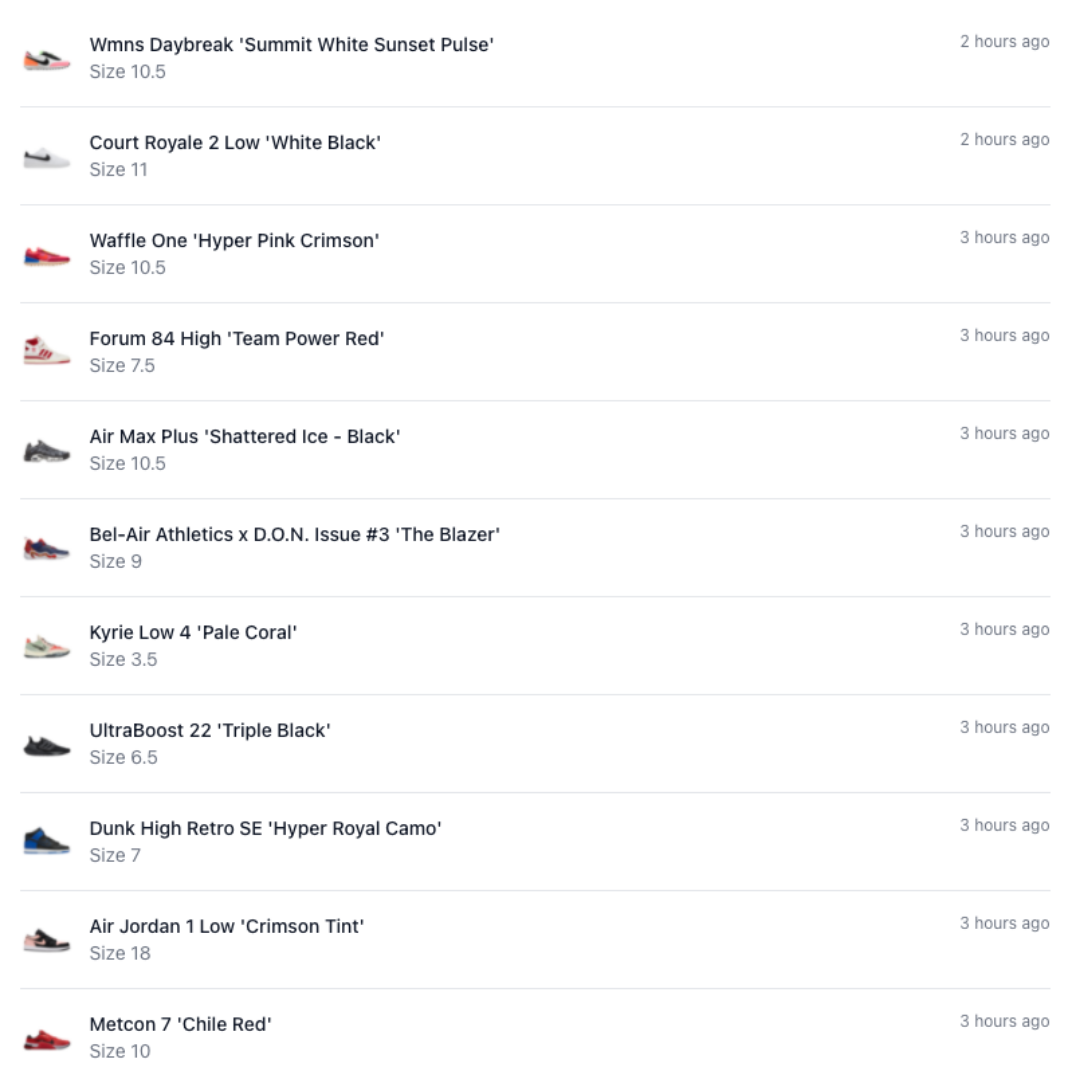 Wmns Daybreak 'Summit White Sunset Pulse'
2 hours ago
Size 10.5
Court Royale 2 Low 'White Black'
2 hours ago
Size 11
Waffle One 'Hyper Pink Crimson'
3 hours ago
Size 10.5
Forum 84 High 'Team Power Red'
3 hours ago
Size 7.5
Air Max Plus 'Shattered Ice - Black'
3 hours ago
Size 10.5
Bel-Air Athletics x D.O.N. Issue #3 'The Blazer'
3 hours ago
Size 9
Kyrie Low 4 'Pale Coral'
3 hours ago
Size 3.5
UltraBoost 22 'Triple Black'
3 hours ago
Size 6.5
Dunk High Retro SE 'Hyper Royal Camo'
3 hours ago
Size 7
Air Jordan 1 Low 'Crimson Tint'
3 hours ago
Size 18
Metcon 7 'Chile Red'
3 hours ago
Size 10